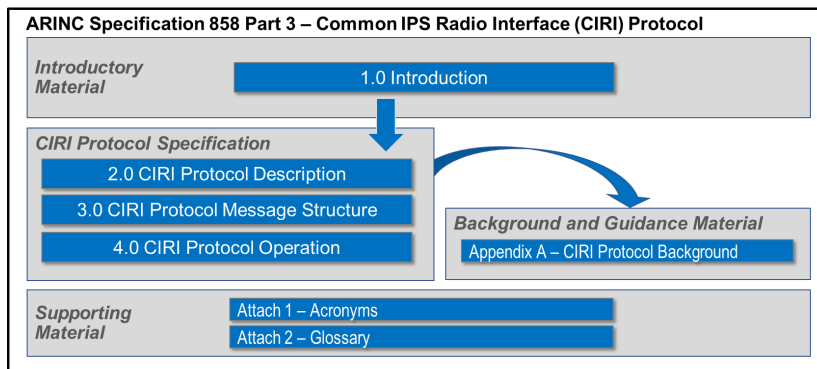 ARINC Specification 858 Part 3 – Common IPS Radio Interface (CIRI) Protocol
Introductory
Material
1.0 Introduction
CIRI Protocol Specification
2.0 CIRI Protocol Description
3.0 CIRI Protocol Message Structure
4.0 CIRI Protocol Operation
Background and Guidance Material
Appendix A – CIRI Protocol Background
Supporting
Material
Attach 1 – Acronyms
Attach 2 – Glossary